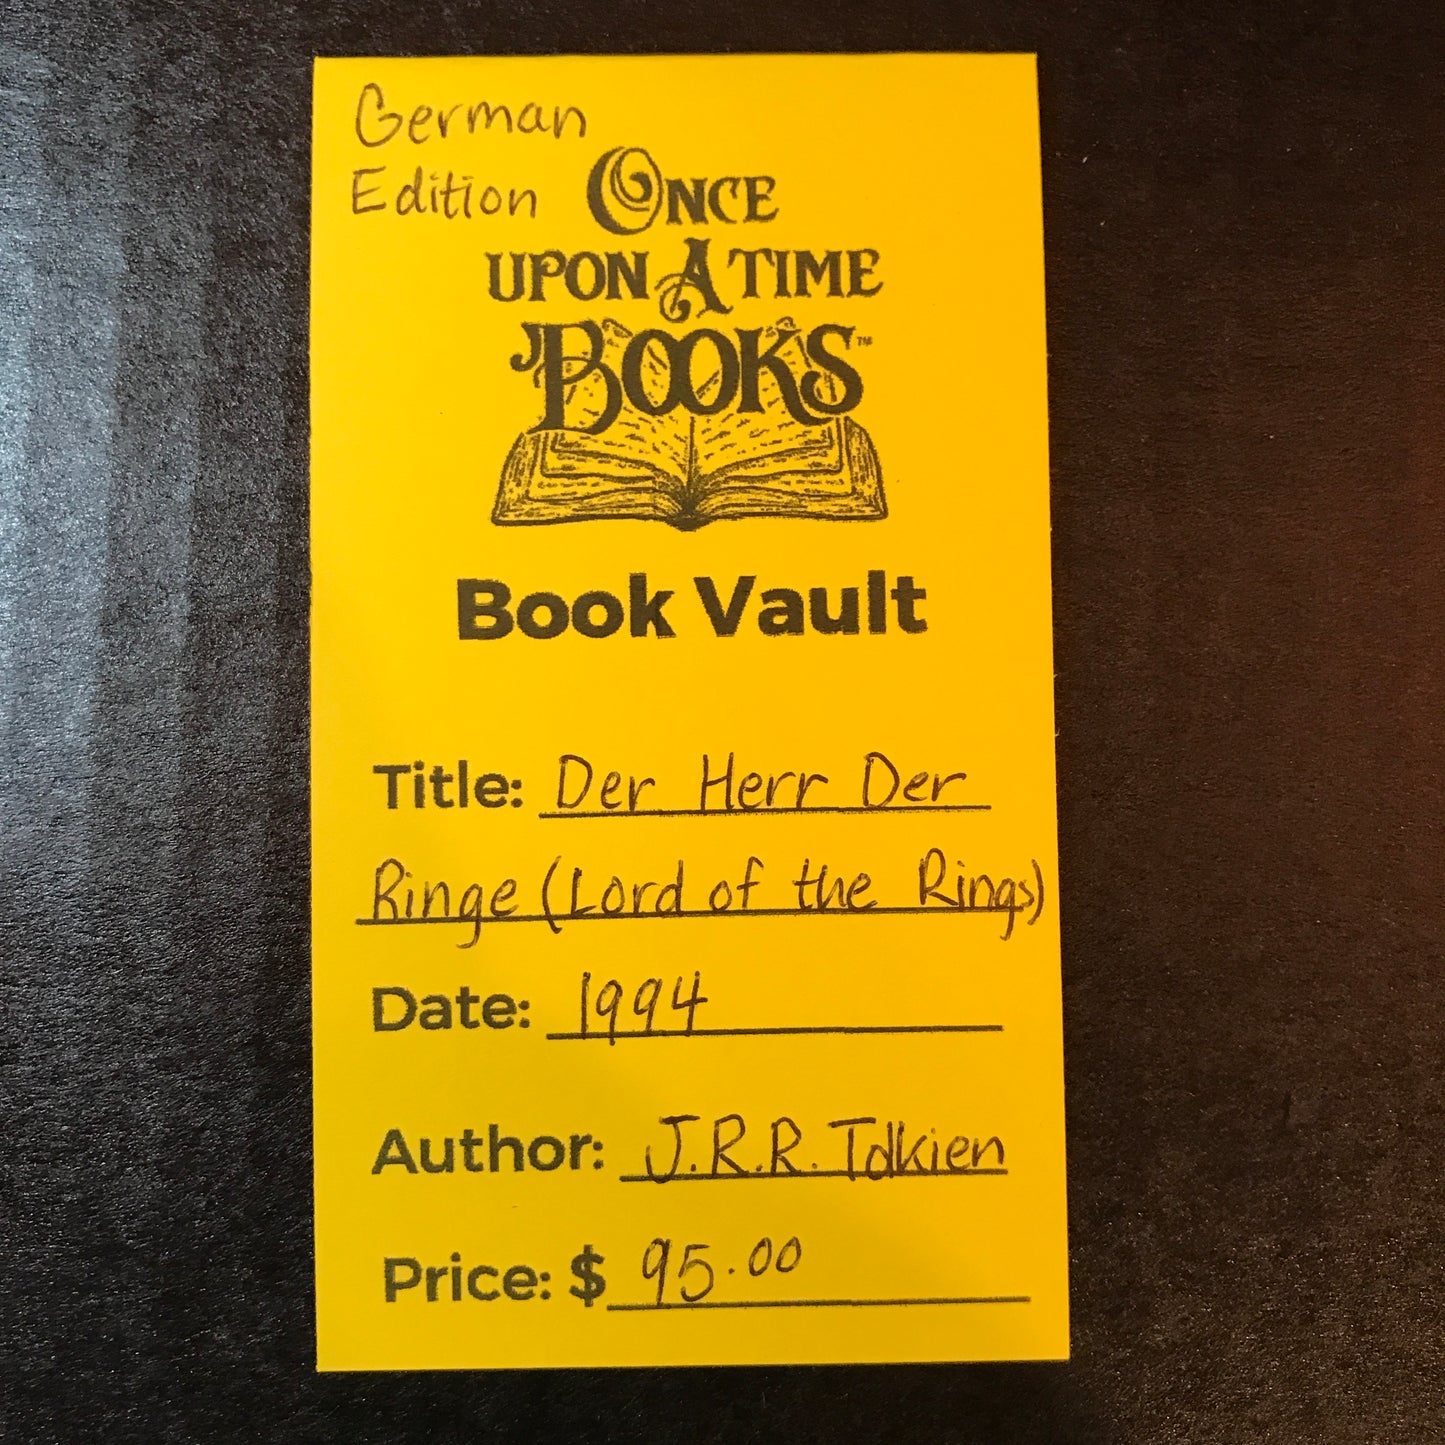 German
Edition
ONCE
UPON A TIME
BOOKS™
Book Vault
Title: Der Herr Der
Ringe (Lord of the Rings)
Date: 1994
Author: J.R.R. Tolkien
Price: $ 95.00